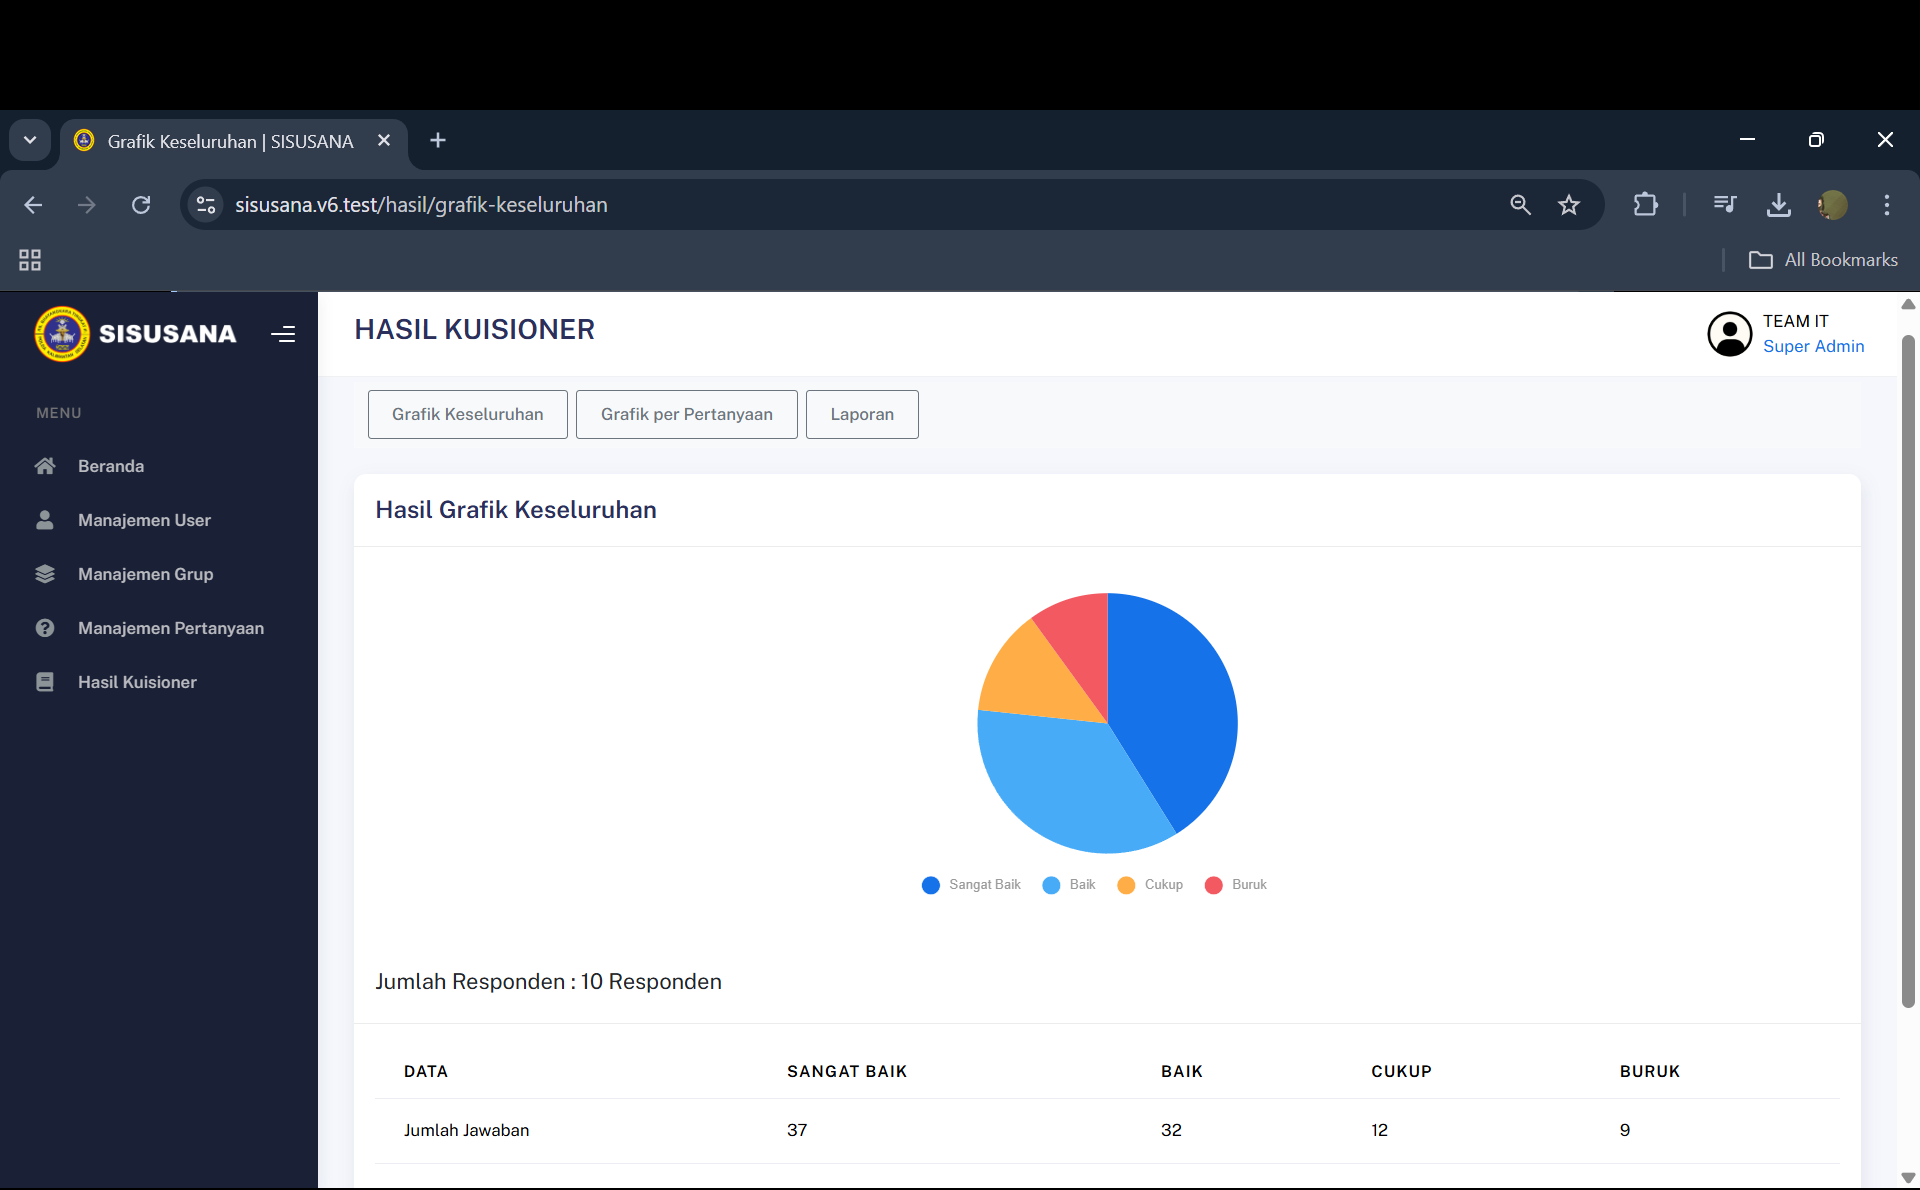 Grafik Keseluruhan | SISUSANA
sisusana.v6.test/hasil/grafik-keseluruhan
All Bookmarks
SISUSANA
HASIL KUISIONER
TEAM IT
Super Admin
MENU
Beranda
Manajemen User
Manajemen Grup
Manajemen Pertanyaan
Hasil Kuisioner
Grafik Keseluruhan
Grafik per Pertanyaan
Laporan
Hasil Grafik Keseluruhan
Sangat Baik Baik Cukup Buruk
Jumlah Responden : 10 Responden
DATA SANGAT BAIK BAIK CUKUP BURUK
Jumlah Jawaban 37 32 12 9